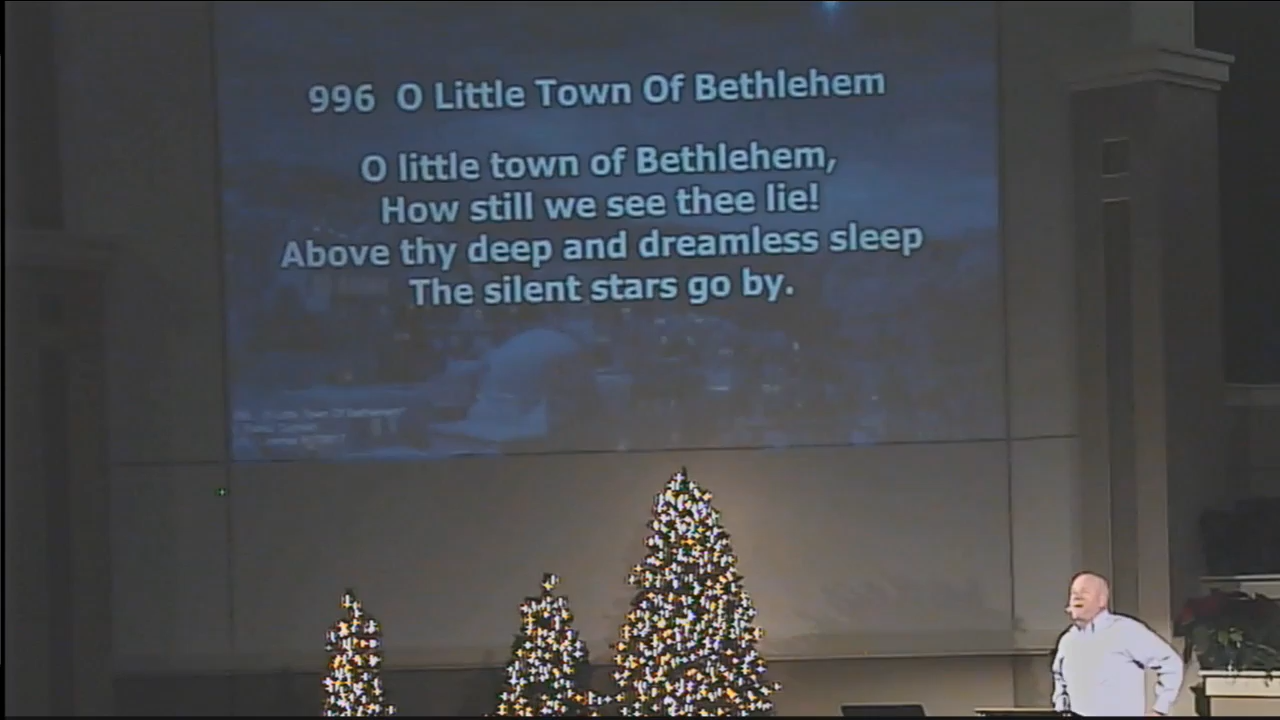 996 O Little Town Of Bethlehem
O little town of Bethlehem,
How still we see thee lie!
Above thy deep and dreamless sleep
The silent stars go by.